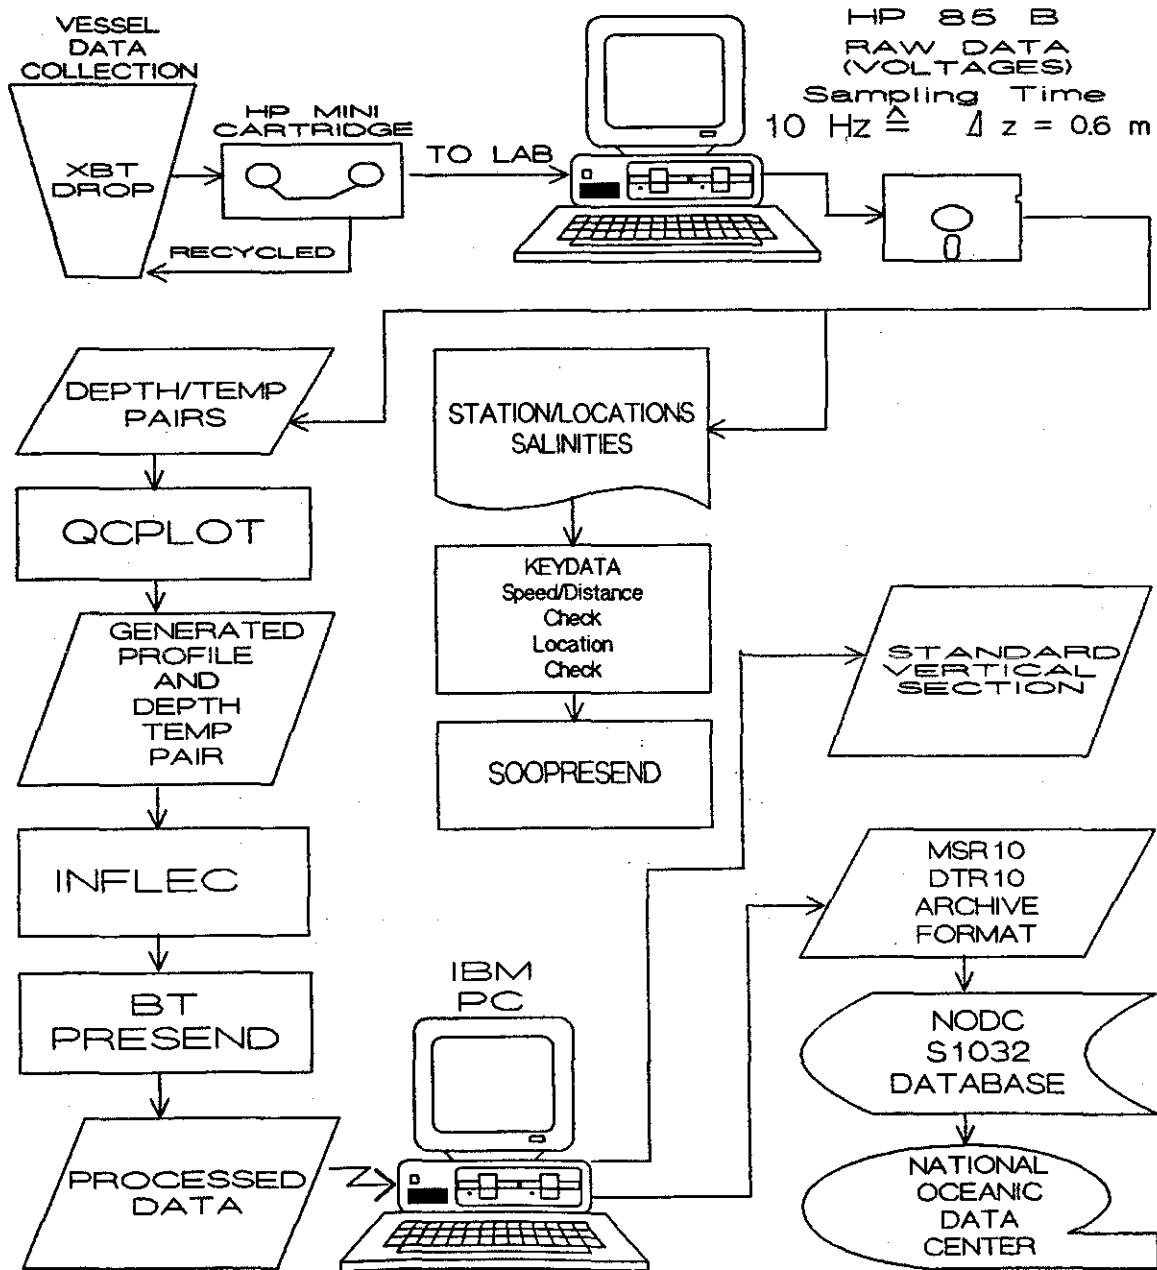 VESSEL
DATA
COLLECTION
XBT
DROP
HP MINI
CARTRIDGE
RECYCLED
TO LAB
HP 85 B
RAW DATA
(VOLTAGES)
Sampling Time
10 Hz ≙ Δ z = 0.6 m
DEPTH/TEMP
PAIRS
STATION/LOCATIONS
SALINITIES
QCPLOT
KEYDATA
Speed/Distance
Check
Location
Check
GENERATED
PROFILE
AND
DEPTH
TEMP
PAIR
SOOPRESEND
STANDARD
VERTICAL
SECTION
INFLEC
MSR10
DTR10
ARCHIVE
FORMAT
BT
PRESEND
IBM
PC
NODC
S1032
DATABASE
PROCESSED
DATA
NATIONAL
OCEANIC
DATA
CENTER